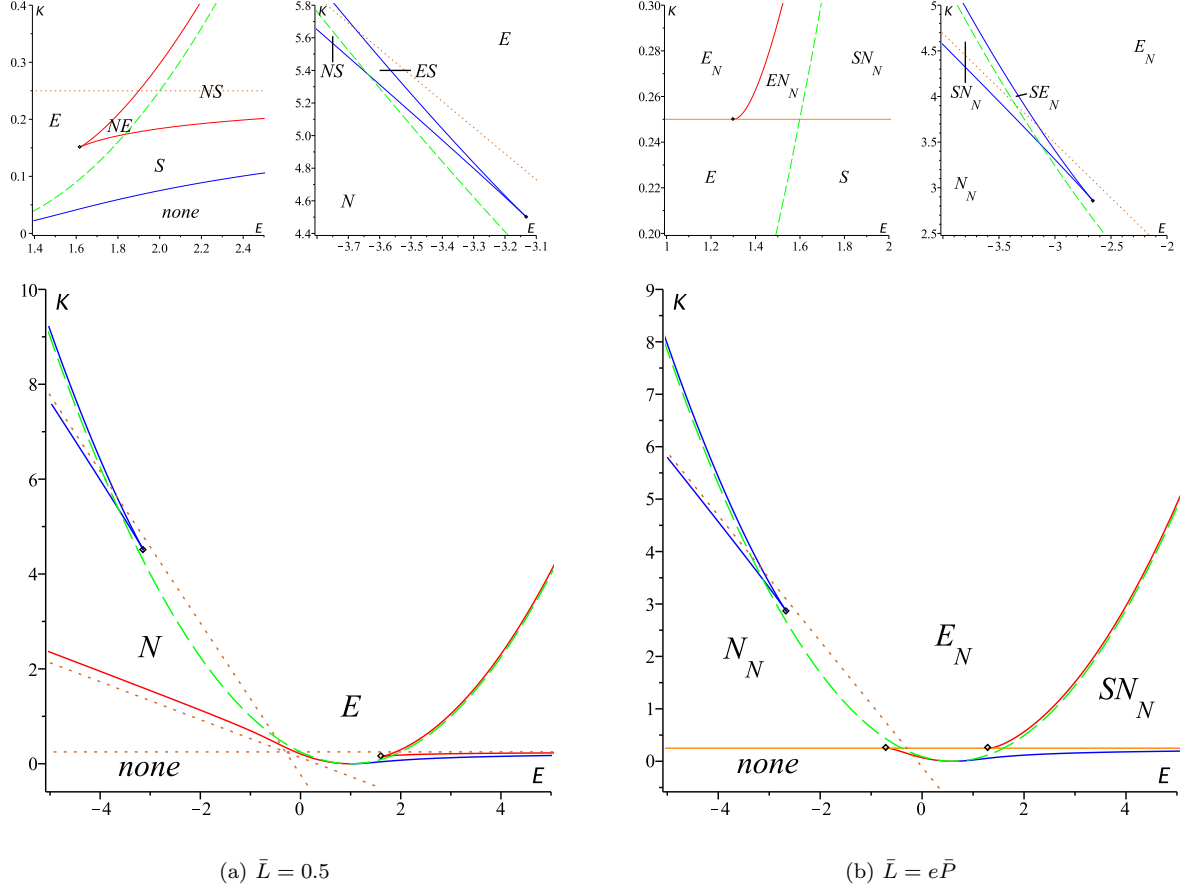 K
0.4
NS
0.3
0.2
E
NE
0.1
S
none
0
E
1.4 1.6 1.8 2.0 2.2 2.4
K
5.8
E
5.6
NS
ES
5.4
5.2
5.0
4.8
4.6
N
4.4
E
−3.7 −3.6 −3.5 −3.4 −3.3 −3.2 −3.1
K
0.30
E_N
SN_N
0.28
EN_N
0.26
0.24
0.22
E
S
0.20
E
1 1.2 1.4 1.6 1.8 2
K
5
4.5
E_N
SN_N
SE_N
4
3.5
3
N_N
2.5
E
−3.5 −3 −2.5 −2
10
K
8
6
4
N
2
E
0
none
E
−4 −2 0 2 4
9
K
8
7
6
5
4
3
2
N_N
E_N
SN_N
1
0
none
E
−4 −2 0 2 4
(a) L̄ = 0.5
(b) L̄ = eP̄